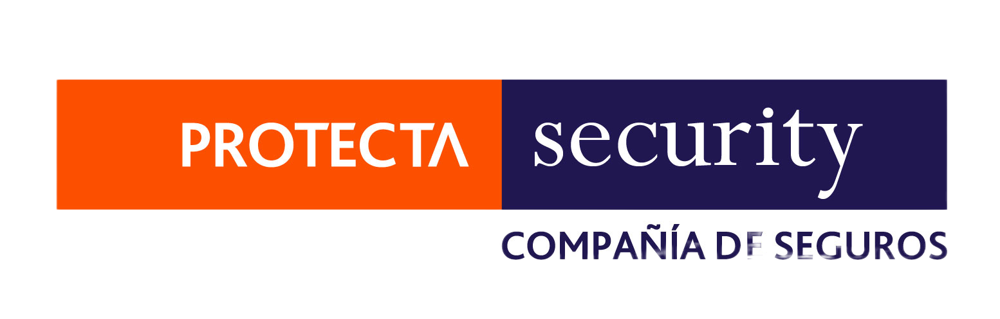 PROTECTA security
COMPAÑÍA DE SEGUROS